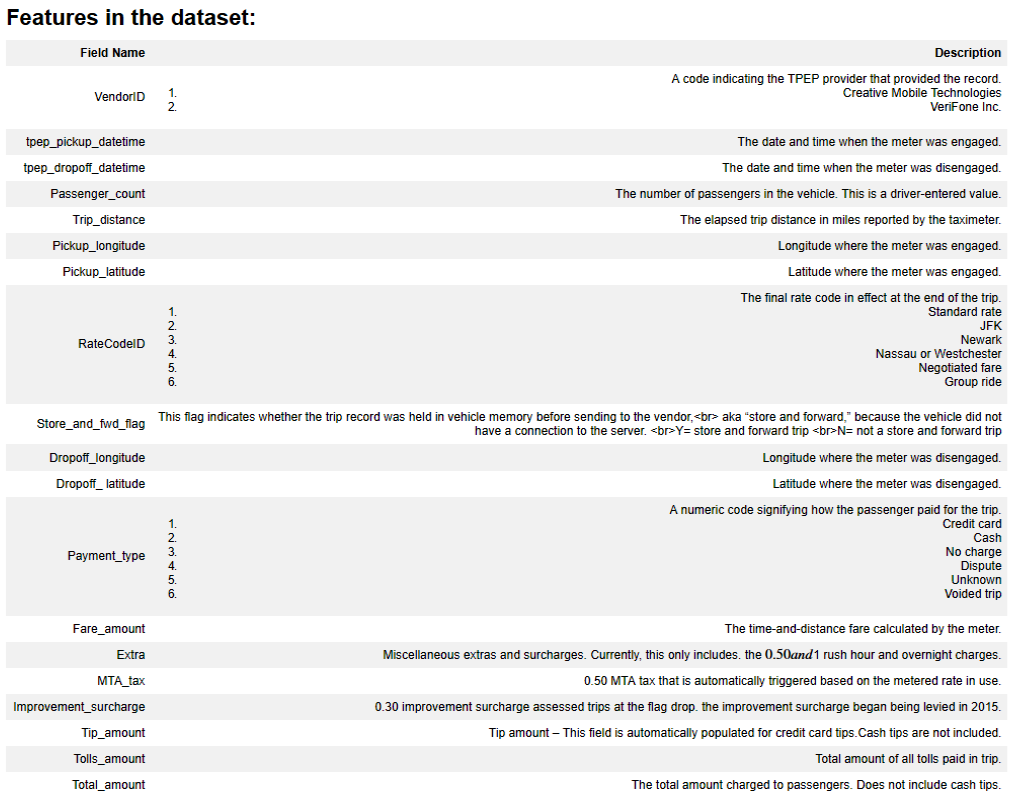 Features in the dataset:
Field Name Description
VendorID
A code indicating the TPEP provider that provided the record.
1. Creative Mobile Technologies
2. VeriFone Inc.
tpep_pickup_datetime The date and time when the meter was engaged.
tpep_dropoff_datetime The date and time when the meter was disengaged.
Passenger_count The number of passengers in the vehicle. This is a driver-entered value.
Trip_distance The elapsed trip distance in miles reported by the taximeter.
Pickup_longitude Longitude where the meter was engaged.
Pickup_latitude Latitude where the meter was engaged.
RateCodeID
The final rate code in effect at the end of the trip.
1. Standard rate
2. JFK
3. Newark
4. Nassau or Westchester
5. Negotiated fare
6. Group ride
Store_and_fwd_flag
This flag indicates whether the trip record was held in vehicle memory before sending to the vendor,<br> aka “store and forward,” because the vehicle did not
have a connection to the server. <br>Y= store and forward trip <br>N= not a store and forward trip
Dropoff_longitude Longitude where the meter was disengaged.
Dropoff_ latitude Latitude where the meter was disengaged.
Payment_type
A numeric code signifying how the passenger paid for the trip.
1. Credit card
2. Cash
3. No charge
4. Dispute
5. Unknown
6. Voided trip
Fare_amount The time-and-distance fare calculated by the meter.
Extra Miscellaneous extras and surcharges. Currently, this only includes. the 0.50and1 rush hour and overnight charges.
MTA_tax 0.50 MTA tax that is automatically triggered based on the metered rate in use.
Improvement_surcharge 0.30 improvement surcharge assessed trips at the flag drop. the improvement surcharge began being levied in 2015.
Tip_amount Tip amount – This field is automatically populated for credit card tips.Cash tips are not included.
Tolls_amount Total amount of all tolls paid in trip.
Total_amount The total amount charged to passengers. Does not include cash tips.